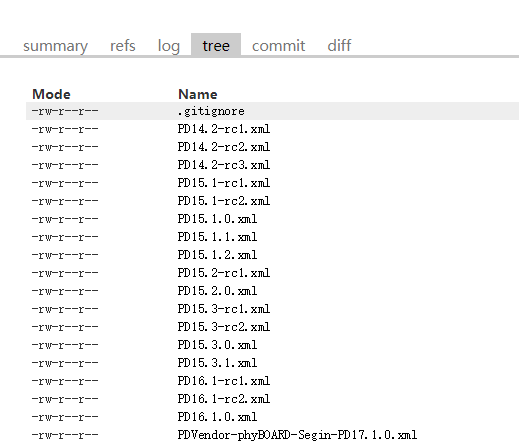 summary refs log tree commit diff
Mode Name
-rw-r--r-- .gitignore
-rw-r--r-- PD14.2-rc1.xml
-rw-r--r-- PD14.2-rc2.xml
-rw-r--r-- PD14.2-rc3.xml
-rw-r--r-- PD15.1-rc1.xml
-rw-r--r-- PD15.1-rc2.xml
-rw-r--r-- PD15.1.0.xml
-rw-r--r-- PD15.1.1.xml
-rw-r--r-- PD15.1.2.xml
-rw-r--r-- PD15.2-rc1.xml
-rw-r--r-- PD15.2.0.xml
-rw-r--r-- PD15.3-rc1.xml
-rw-r--r-- PD15.3-rc2.xml
-rw-r--r-- PD15.3.0.xml
-rw-r--r-- PD15.3.1.xml
-rw-r--r-- PD16.1-rc1.xml
-rw-r--r-- PD16.1-rc2.xml
-rw-r--r-- PD16.1.0.xml
-rw-r--r-- PDVendor-phyBOARD-Segin-PD17.1.0.xml